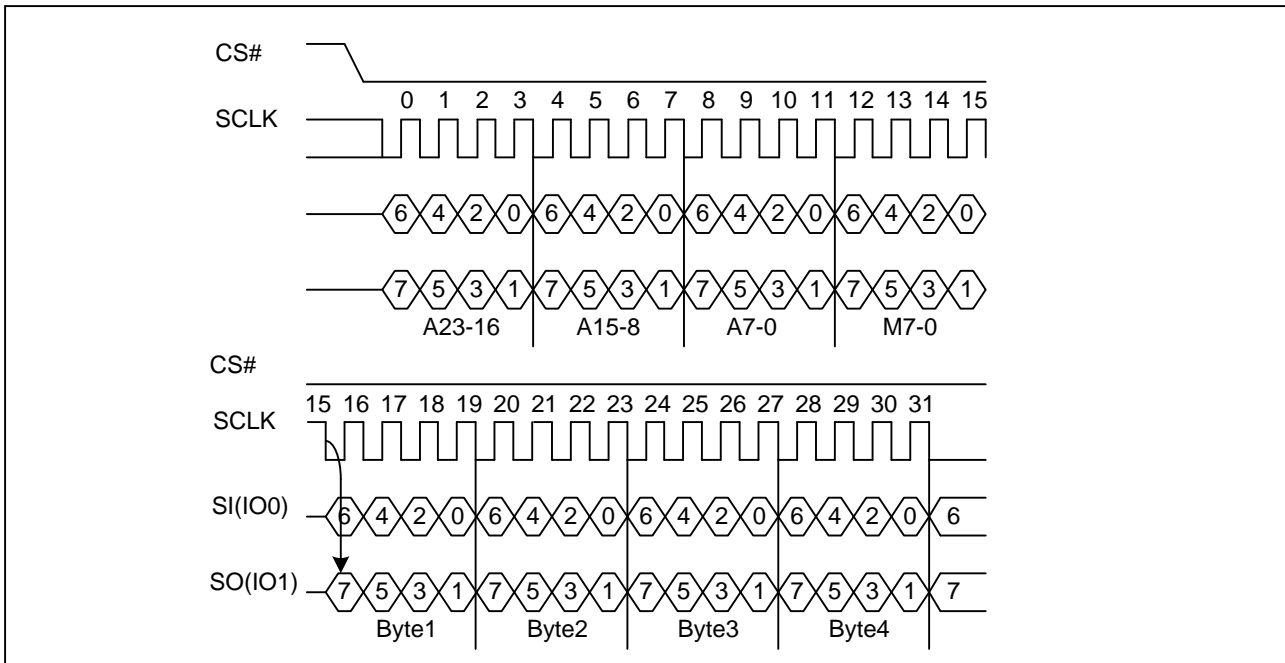 CS#
0 1 2 3 4 5 6 7 8 9 10 11 12 13 14 15
SCLK
6 4 2 0 6 4 2 0 6 4 2 0 6 4 2 0
7 5 3 1 7 5 3 1 7 5 3 1 7 5 3 1
A23-16 A15-8 A7-0 M7-0
CS#
15 16 17 18 19 20 21 22 23 24 25 26 27 28 29 30 31
SCLK
SI(IO0) 6 4 2 0 6 4 2 0 6 4 2 0 6 4 2 0 6
SO(IO1) 7 5 3 1 7 5 3 1 7 5 3 1 7 5 3 1 7
Byte1 Byte2 Byte3 Byte4